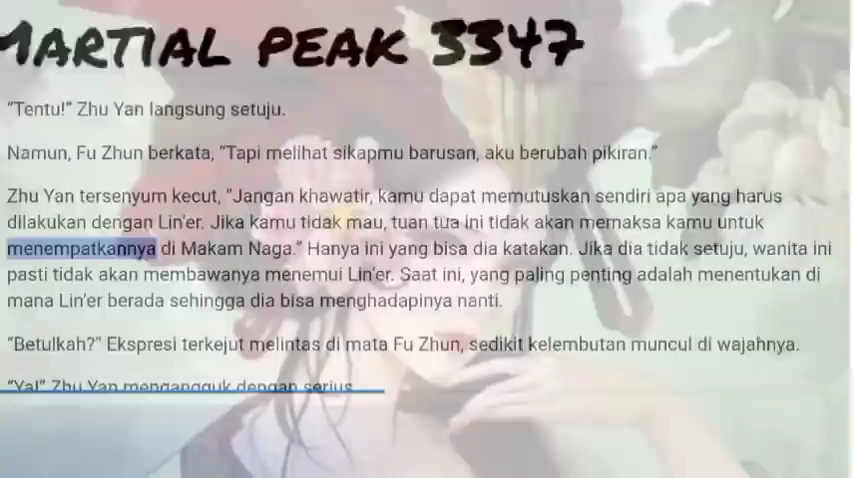 MARTIAL PEAK 3347
“Tentu!” Zhu Yan langsung setuju.
Namun, Fu Zhun berkata, “Tapi melihat sikapmu barusan, aku berubah pikiran.”
Zhu Yan tersenyum kecut, “Jangan khawatir, kamu dapat memutuskan sendiri apa yang harus
dilakukan dengan Lin’er. Jika kamu tidak mau, tuan tua ini tidak akan memaksa kamu untuk
menempatkannya di Makam Naga.” Hanya ini yang bisa dia katakan. Jika dia tidak setuju, wanita ini
pasti tidak akan membawanya menemui Lin’er. Saat ini, yang paling penting adalah menentukan di
mana Lin’er berada sehingga dia bisa menghadapinya nanti.
“Betulkah?” Ekspresi terkejut melintas di mata Fu Zhun, sedikit kelembutan muncul di wajahnya.
“Ya!” Zhu Yan mengangguk dengan serius.